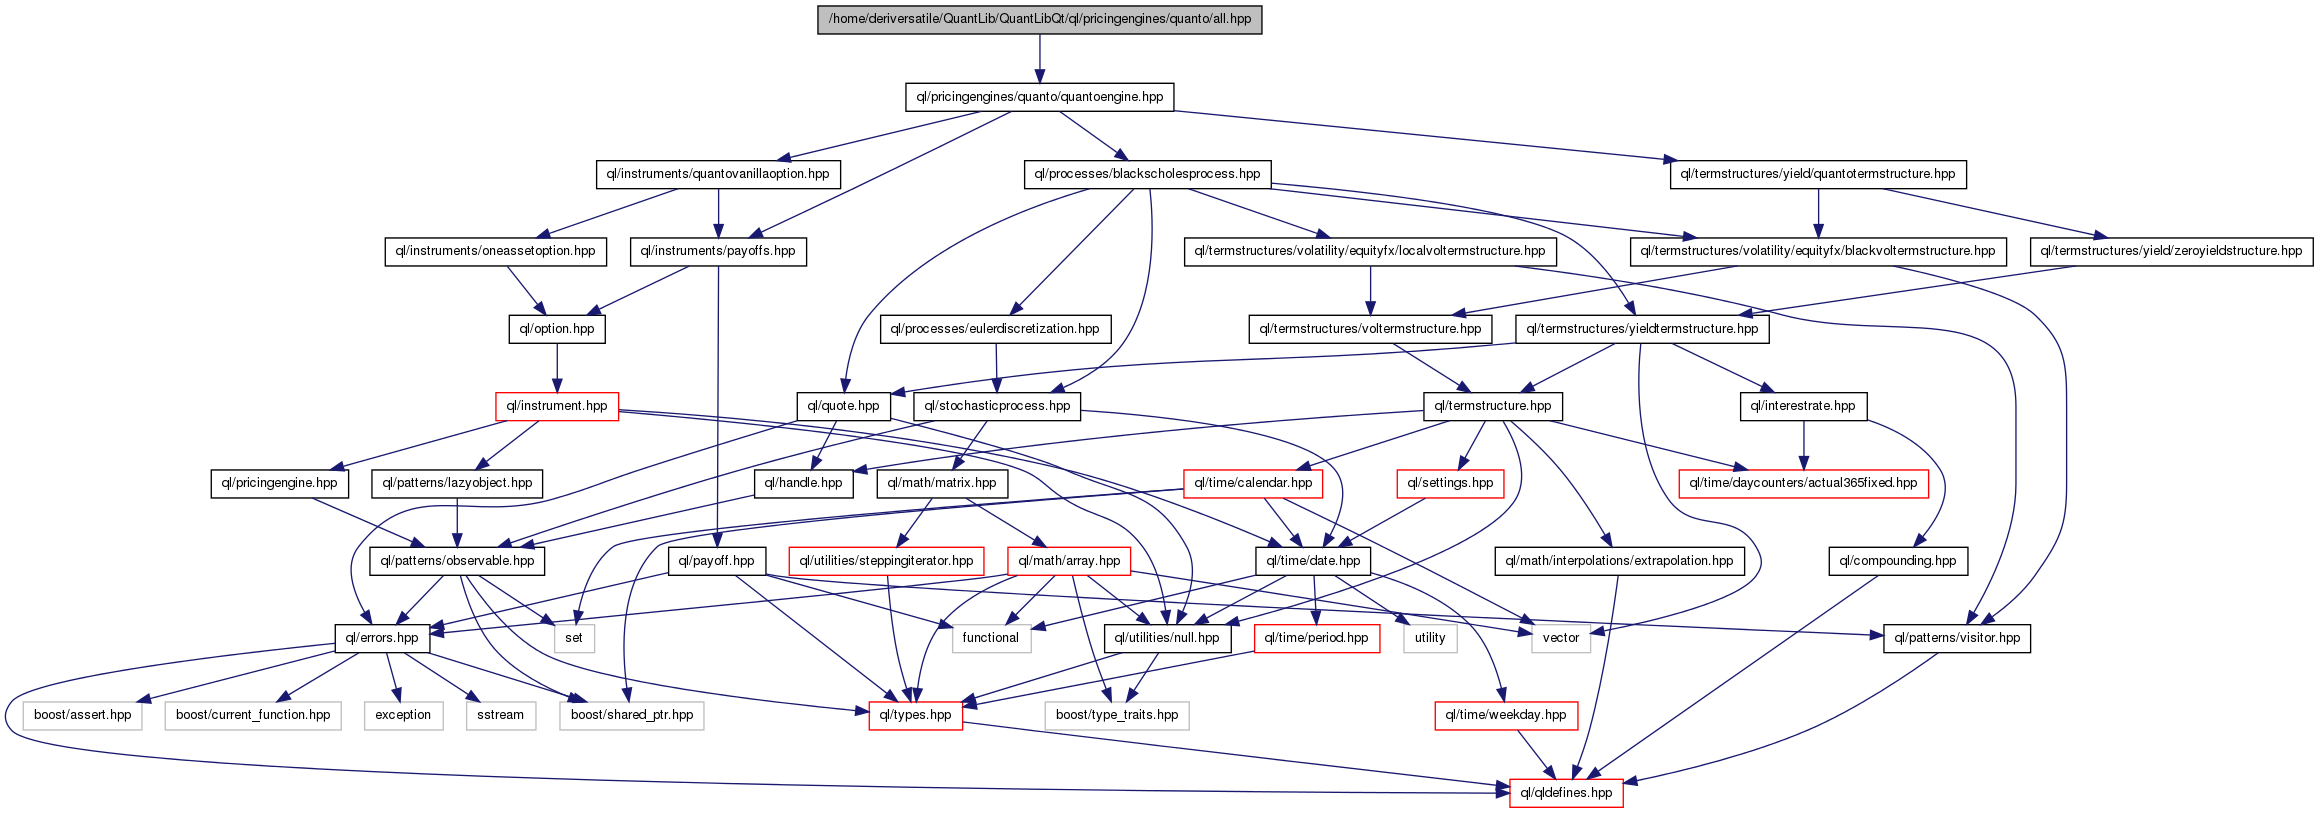 /home/deriversatile/QuantLib/QuantLibQt/ql/pricingengines/quanto/all.hpp
ql/pricingengines/quanto/quantoengine.hpp
ql/instruments/quantovanillaoption.hpp
ql/processes/blackscholesprocess.hpp
ql/termstructures/yield/quantotermstructure.hpp
ql/instruments/oneassetoption.hpp
ql/instruments/payoffs.hpp
ql/termstructures/volatility/equityfx/localvoltermstructure.hpp
ql/termstructures/volatility/equityfx/blackvoltermstructure.hpp
ql/termstructures/yield/zeroyieldstructure.hpp
ql/option.hpp
ql/processes/eulerdiscretization.hpp
ql/termstructures/voltermstructure.hpp
ql/termstructures/yieldtermstructure.hpp
ql/instrument.hpp
ql/quote.hpp
ql/stochasticprocess.hpp
ql/termstructure.hpp
ql/interestrate.hpp
ql/pricingengine.hpp
ql/patterns/lazyobject.hpp
ql/handle.hpp
ql/math/matrix.hpp
ql/time/calendar.hpp
ql/settings.hpp
ql/time/daycounters/actual365fixed.hpp
ql/patterns/observable.hpp
ql/payoff.hpp
ql/utilities/steppingiterator.hpp
ql/math/array.hpp
ql/time/date.hpp
ql/math/interpolations/extrapolation.hpp
ql/compounding.hpp
ql/errors.hpp
set
functional
ql/utilities/null.hpp
ql/time/period.hpp
utility
vector
ql/patterns/visitor.hpp
boost/assert.hpp
boost/current_function.hpp
exception
sstream
boost/shared_ptr.hpp
ql/types.hpp
boost/type_traits.hpp
ql/time/weekday.hpp
ql/qldefines.hpp